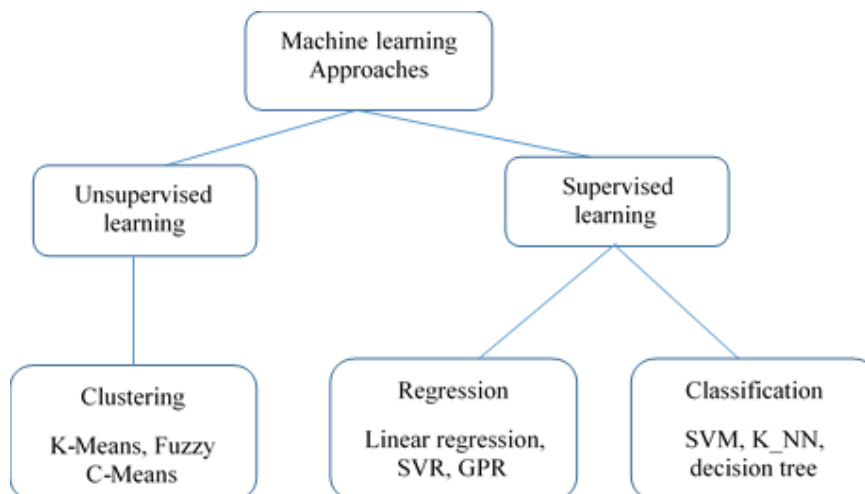 Machine learning
Approaches
Unsupervised
learning
Supervised
learning
Clustering
K-Means, Fuzzy
C-Means
Regression
Linear regression,
SVR, GPR
Classification
SVM, K_NN,
decision tree